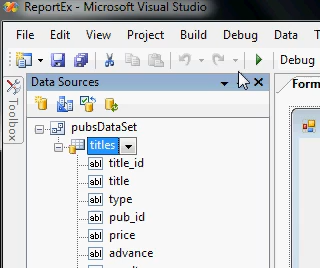 ReportEx - Microsoft Visual Studio
File Edit View Project Build Debug Data
Debug
Data Sources
Form
Toolbox
pubsDataSet
titles
title_id
title
type
pub_id
price
advance